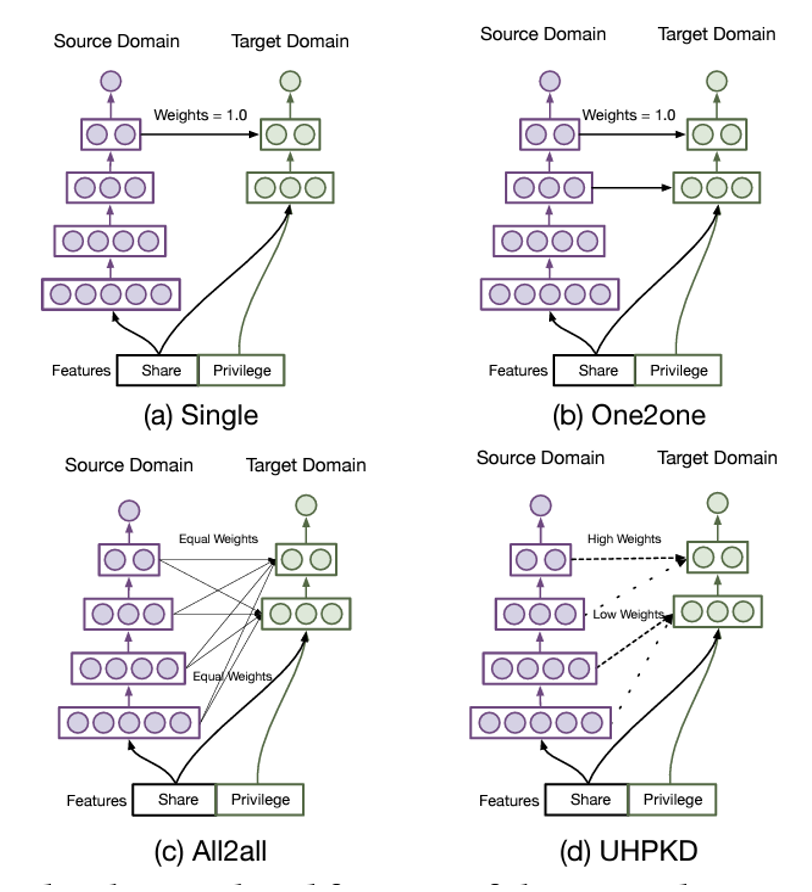 Source Domain
Target Domain
Weights = 1.0
Features
Share
Privilege
(a) Single
Source Domain
Target Domain
Weights = 1.0
Features
Share
Privilege
(b) One2one
Source Domain
Target Domain
Equal Weights
Equal Weights
Features
Share
Privilege
(c) All2all
Source Domain
Target Domain
High Weights
Low Weights
Features
Share
Privilege
(d) UHPKD